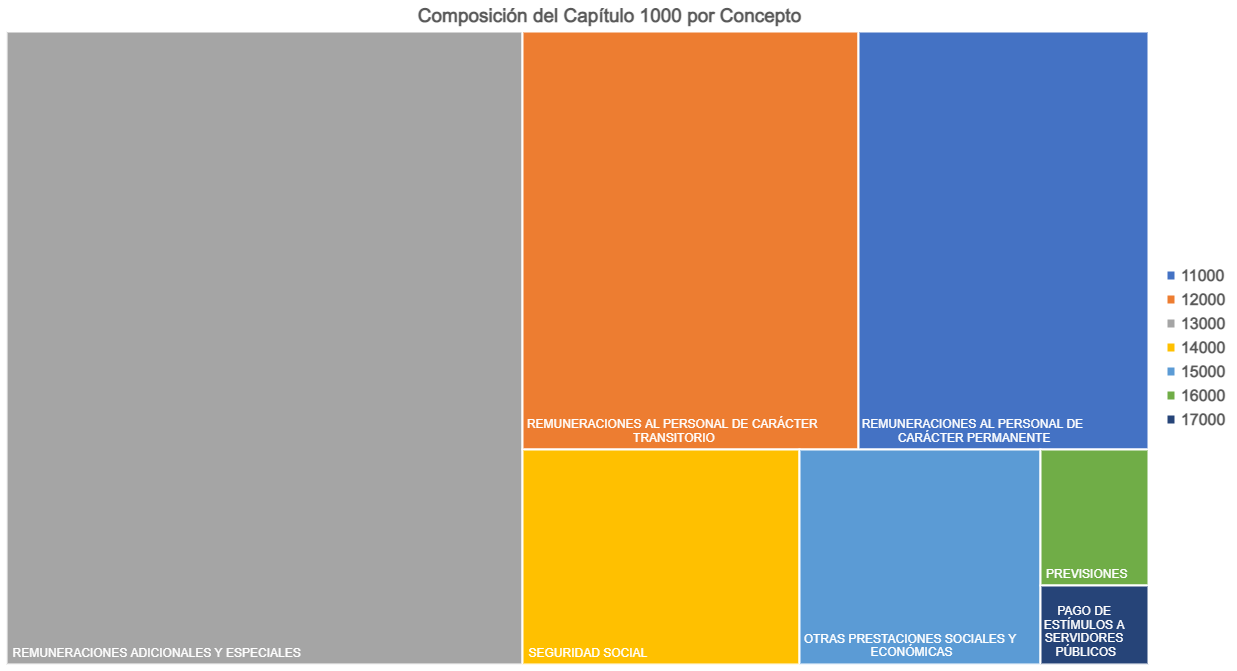 Composición del Capítulo 1000 por Concepto
REMUNERACIONES ADICIONALES Y ESPECIALES
REMUNERACIONES AL PERSONAL DE CARÁCTER
TRANSITORIO
REMUNERACIONES AL PERSONAL DE
CARÁCTER PERMANENTE
SEGURIDAD SOCIAL
OTRAS PRESTACIONES SOCIALES Y
ECONÓMICAS
PREVISIONES
PAGO DE
ESTÍMULOS A
SERVIDORES
PÚBLICOS
11000
12000
13000
14000
15000
16000
17000